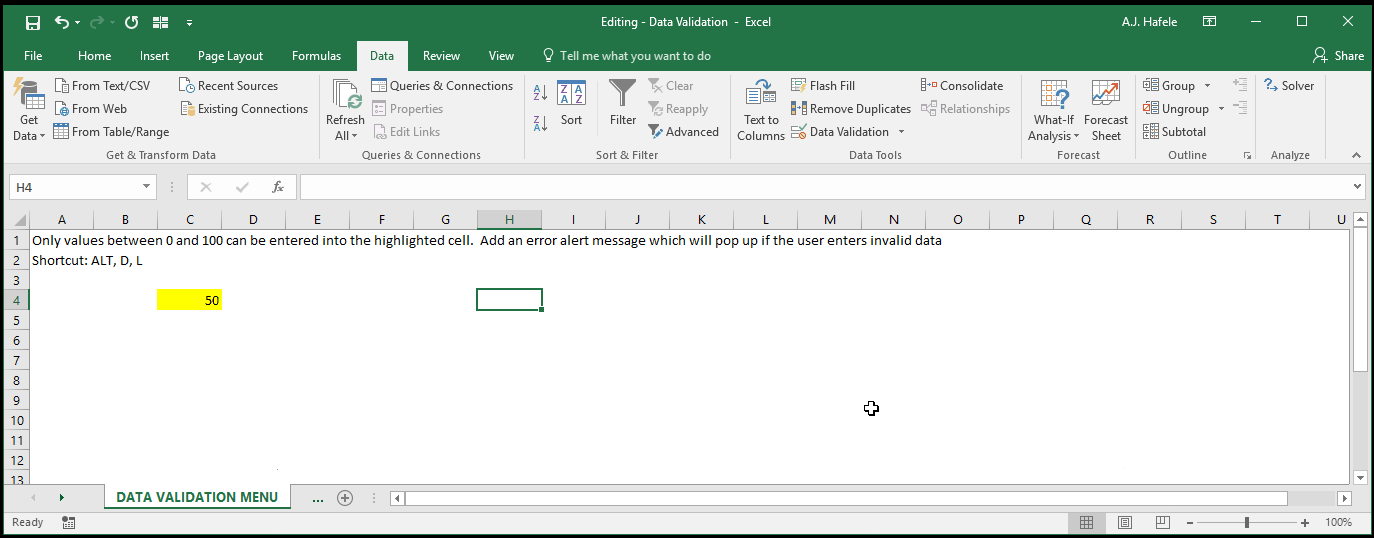 Editing - Data Validation - Excel
A.J. Hafele
File Home Insert Page Layout Formulas Data Review View Tell me what you want to do Share
Get Data
From Text/CSV
From Web
From Table/Range
Recent Sources
Existing Connections
Get & Transform Data
Refresh All
Queries & Connections
Properties
Edit Links
Queries & Connections
Sort
Filter
Clear
Reapply
Advanced
Sort & Filter
Text to Columns
Flash Fill
Remove Duplicates
Data Validation
Consolidate
Relationships
Data Tools
What-If Analysis
Forecast Sheet
Forecast
Group
Ungroup
Subtotal
Outline
Solver
Analyze
H4 fx
A B C D E F G H I J K L M N O P Q R S T U
1 Only values between 0 and 100 can be entered into the highlighted cell. Add an error alert message which will pop up if the user enters invalid data
2 Shortcut: ALT, D, L
3
4 50
5
6
7
8
9
10
11
12
13
DATA VALIDATION MENU ...
Ready 100%